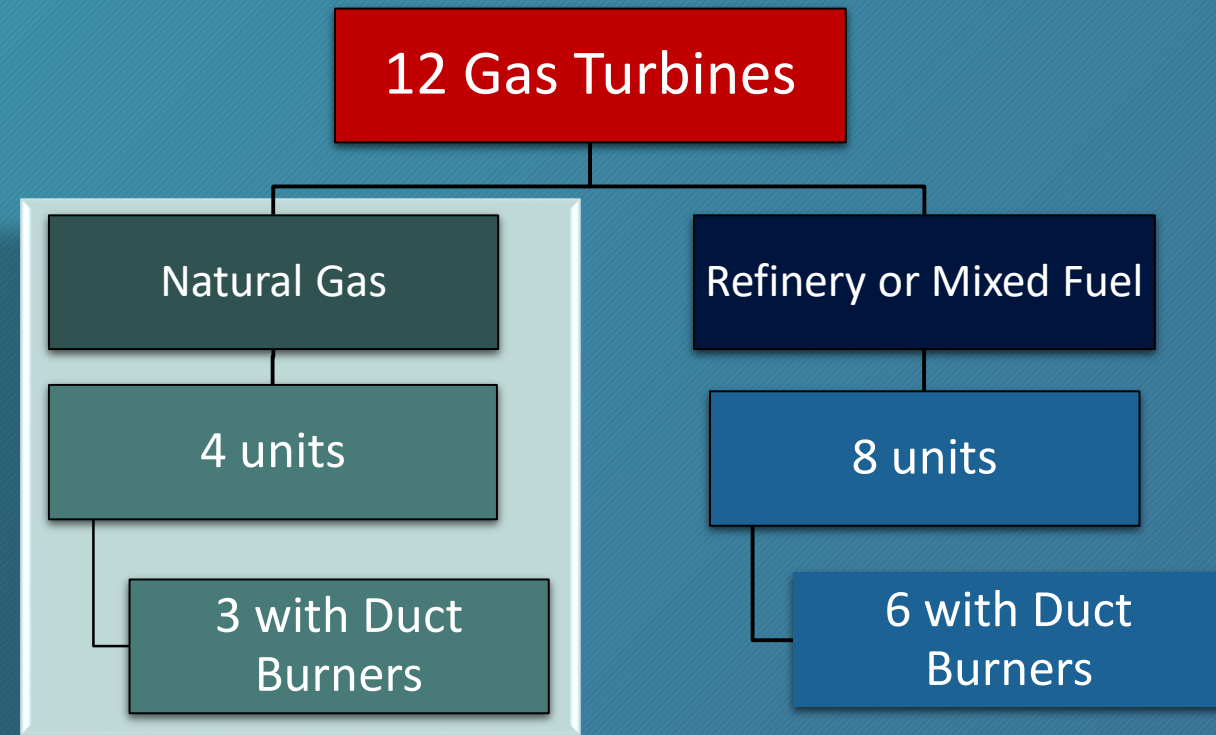 12 Gas Turbines
Natural Gas
Refinery or Mixed Fuel
4 units
8 units
3 with Duct
Burners
6 with Duct
Burners